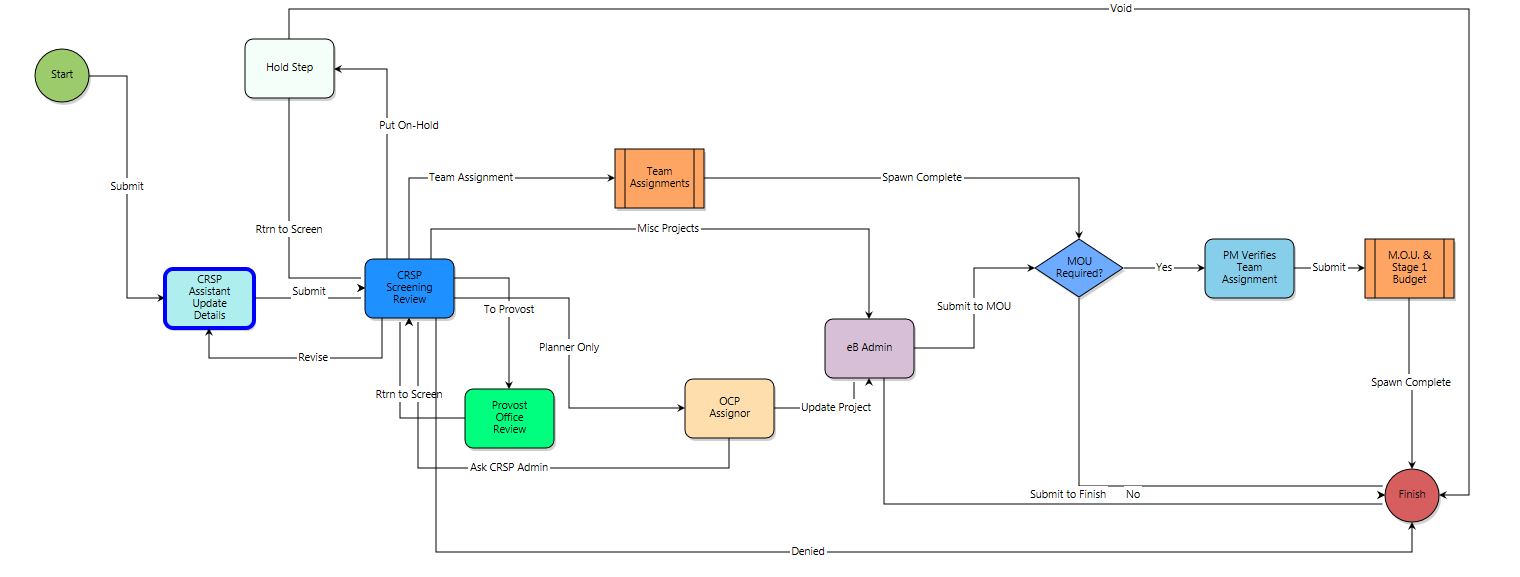 Void
Start
Hold Step
Put On-Hold
Submit
Team Assignment
Team
Assignments
Spawn Complete
Rtrn to Screen
Misc Projects
CRSP
Assistant
Update
Details
Submit
CRSP
Screening
Review
To Provost
MOU
Required?
Yes
PM Verifies
Team
Assignment
Submit
M.O.U. &
Stage 1
Budget
Submit to MOU
Planner Only
eB Admin
Revise
Rtrn to Screen
Provost
Office
Review
OCP
Assignor
Update Project
Spawn Complete
Ask CRSP Admin
Submit to Finish
No
Finish
Denied